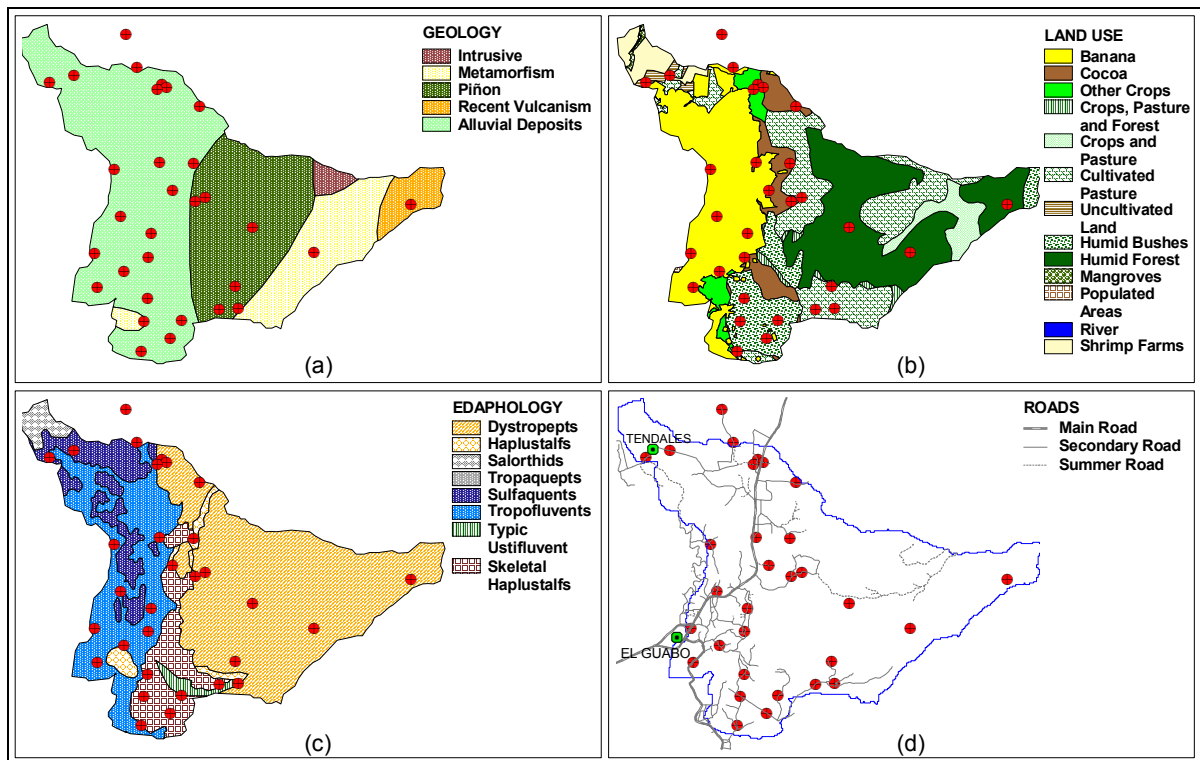 GEOLOGY
Intrusive
Metamorfism
Piñon
Recent Vulcanism
Alluvial Deposits
(a)
LAND USE
Banana
Cocoa
Other Crops
Crops, Pasture
and Forest
Crops and
Pasture
Cultivated
Pasture
Uncultivated
Land
Humid Bushes
Humid Forest
Mangroves
Populated
Areas
River
Shrimp Farms
(b)
EDAPHOLOGY
Dystropepts
Haplustalfs
Salorthids
Tropaquepts
Sulfaquents
Tropofluvents
Typic
Ustifluvent
Skeletal
Haplustalfs
(c)
ROADS
Main Road
Secondary Road
Summer Road
TENDALES
EL GUABO
(d)